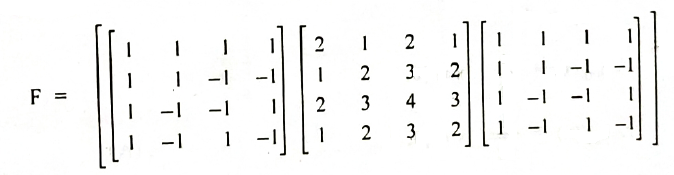 1 1 1 1 2 1 2 1 1 1 1 1
1 1 -1 -1 1 2 3 2 1 1 -1 -1
F =
1 -1 -1 1 2 3 4 3 1 -1 -1 1
1 -1 1 -1 1 2 3 2 1 -1 1 -1